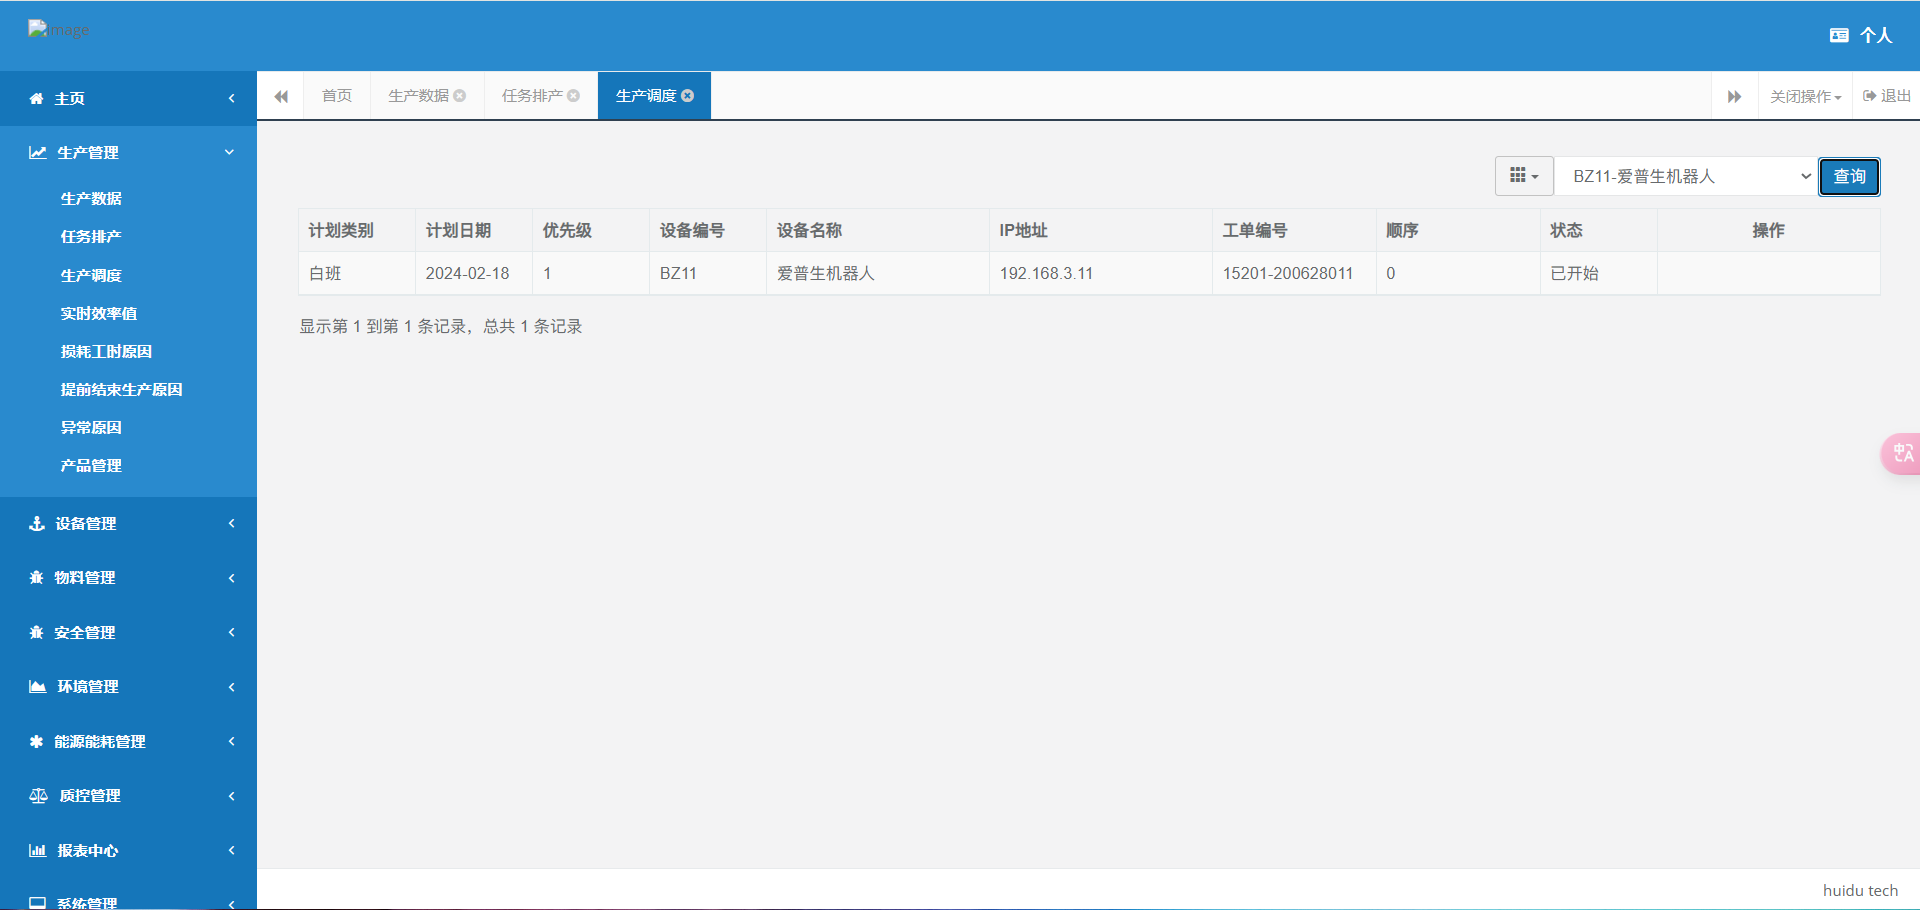 Image
个人
主页
首页
生产数据
任务排产
生产调度
关闭操作
退出
生产管理
生产数据
任务排产
生产调度
实时效率值
损耗工时原因
提前结束生产原因
异常原因
产品管理
设备管理
物料管理
安全管理
环境管理
能源能耗管理
质控管理
报表中心
系统管理
BZ11-爱普生机器人 查询
计划类别 计划日期 优先级 设备编号 设备名称 IP地址 工单编号 顺序 状态 操作
白班 2024-02-18 1 BZ11 爱普生机器人 192.168.3.11 15201-200628011 0 已开始
显示第 1 到第 1 条记录，总共 1 条记录
中 A
huidu tech